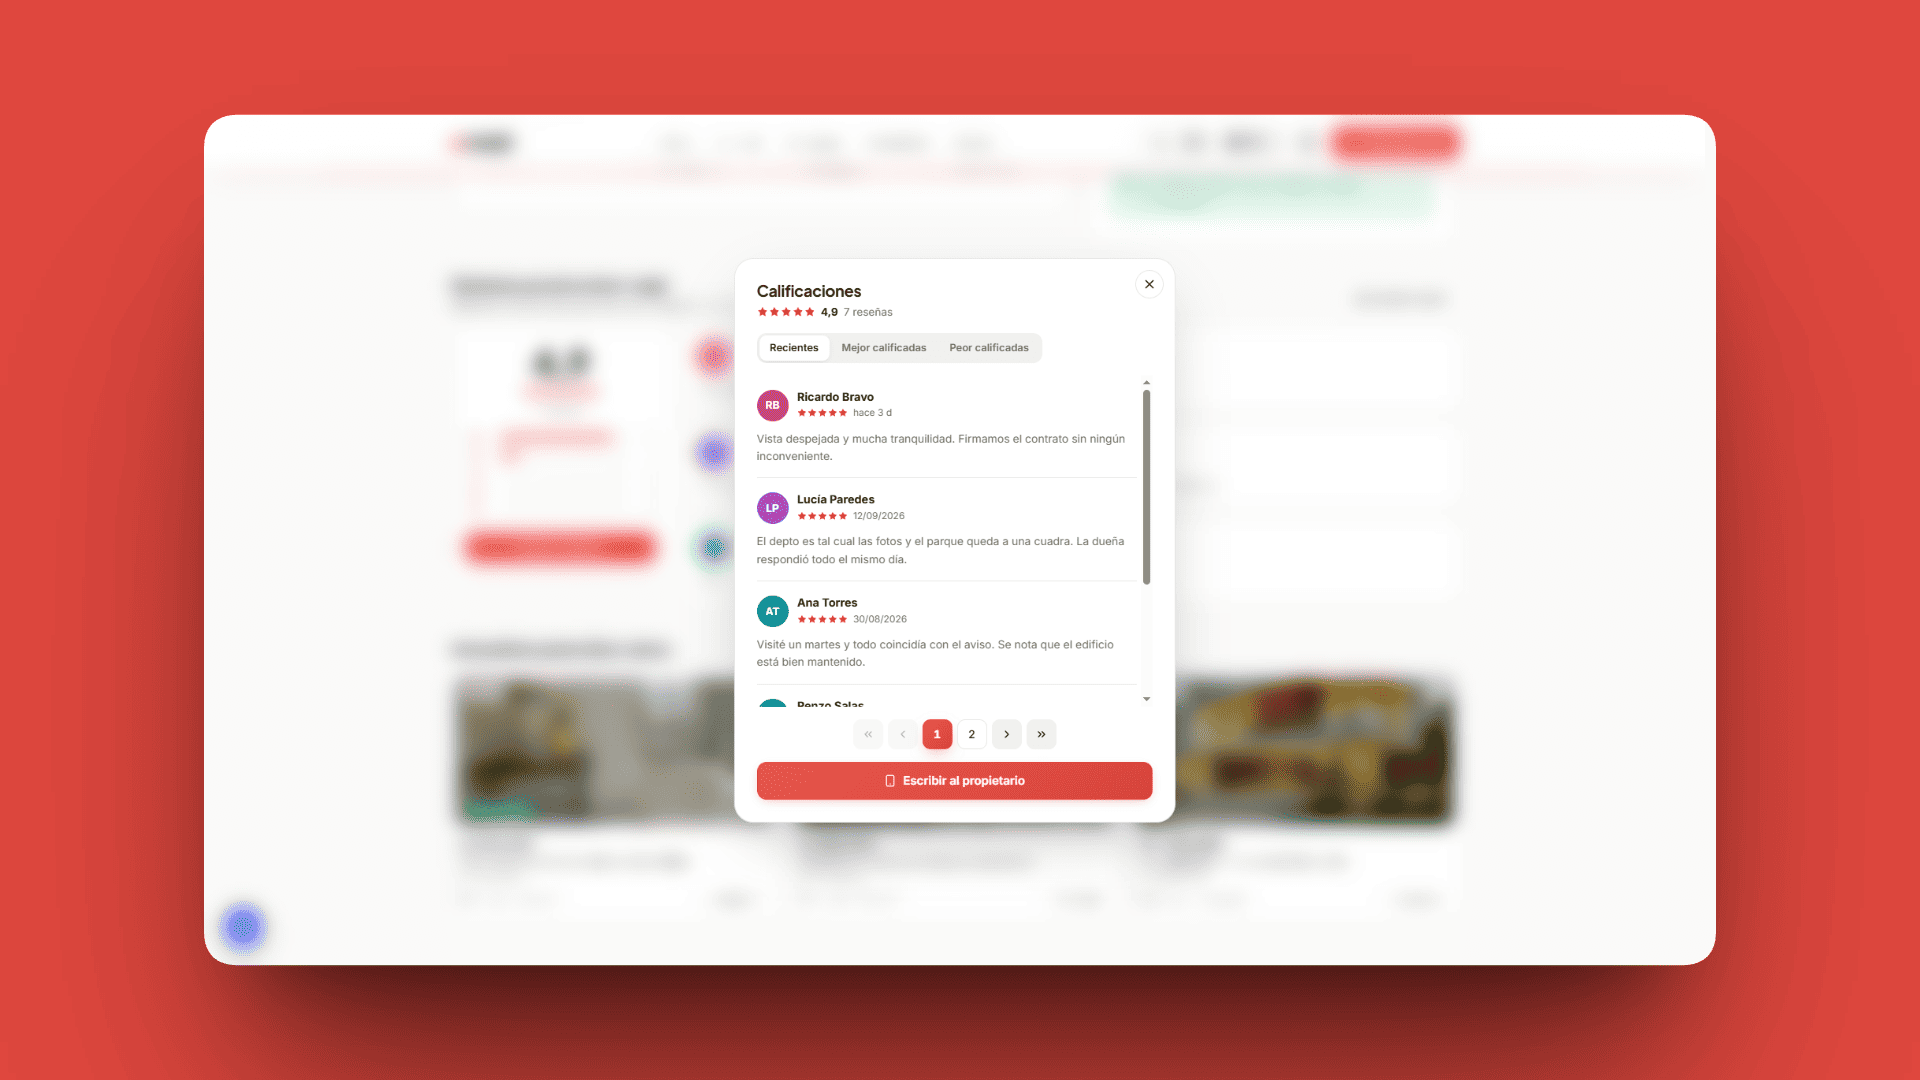 Calificaciones
4,9 7 reseñas
Recientes Mejor calificadas Peor calificadas
RB Ricardo Bravo
hace 3 d
Vista despejada y mucha tranquilidad. Firmamos el contrato sin ningún
inconveniente.
LP Lucía Paredes
12/09/2026
El depto es tal cual las fotos y el parque queda a una cuadra. La dueña
respondió todo el mismo día.
AT Ana Torres
30/08/2026
Visité un martes y todo coincidía con el aviso. Se nota que el edificio
está bien mantenido.
Renzo Salas
« ‹ 1 2 › »
Escribir al propietario